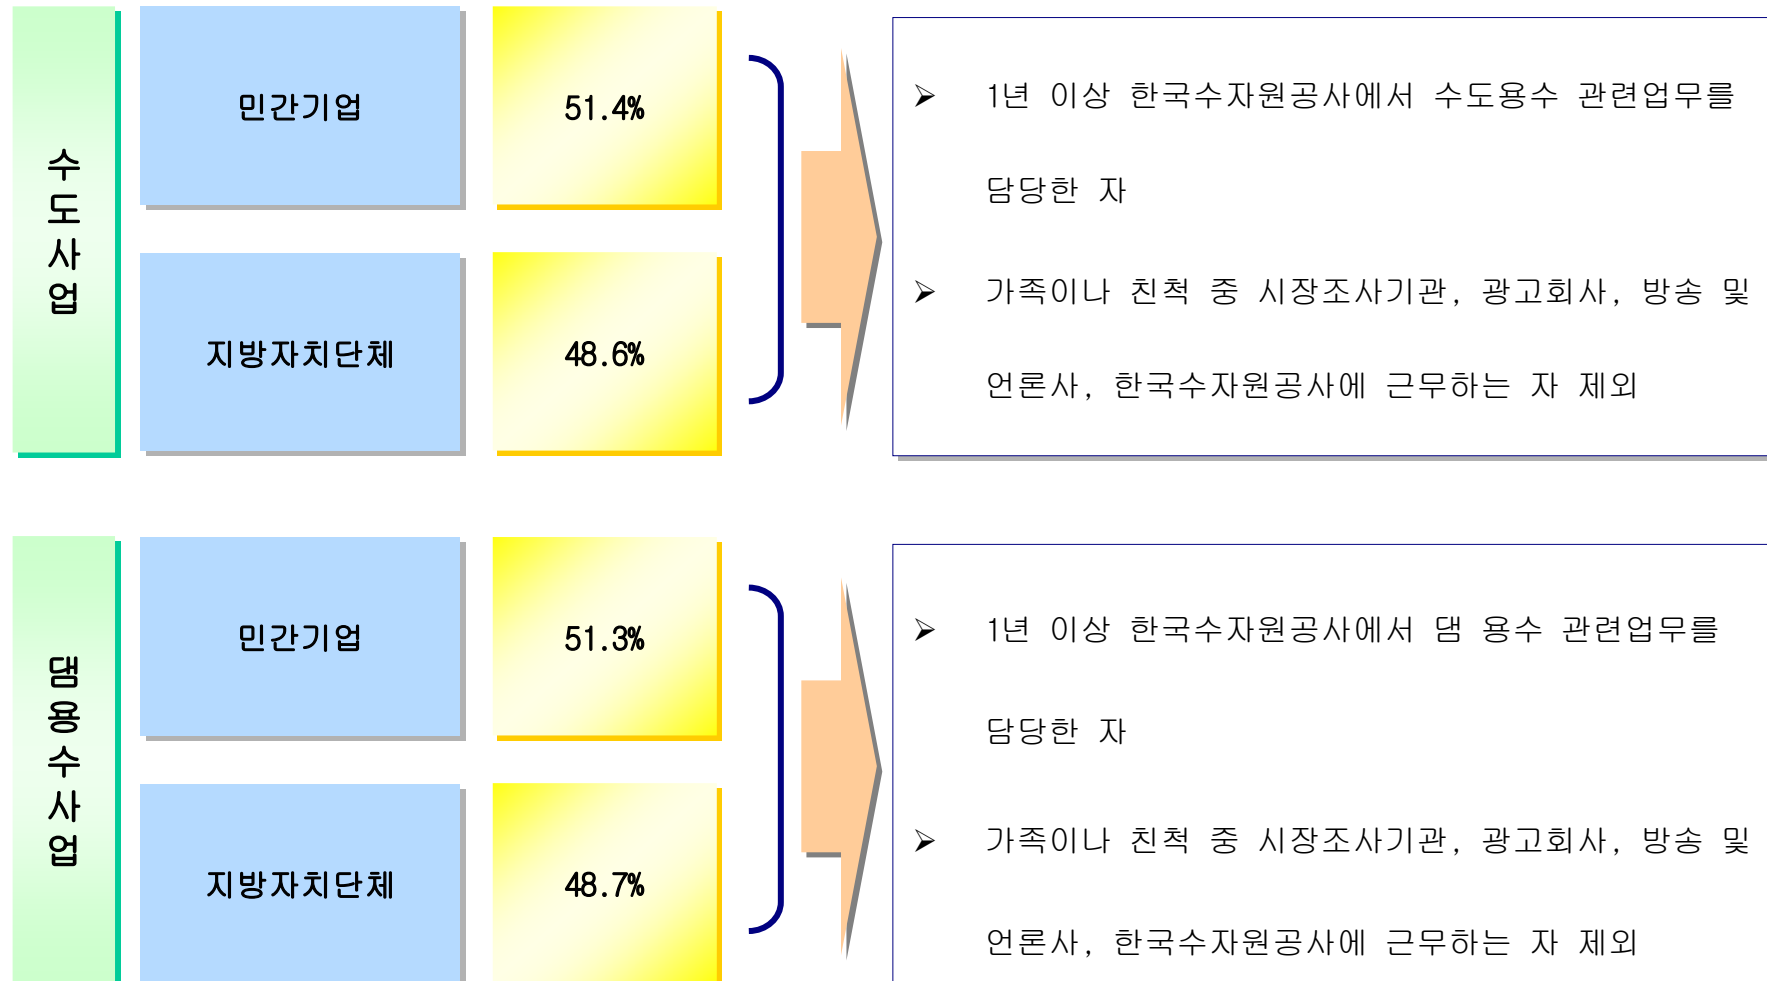 수도사업
민간기업
51.4%
지방자치단체
48.6%
➢ 1년 이상 한국수자원공사에서 수도용수 관련업무를
담당한 자
➢ 가족이나 친척 중 시장조사기관, 광고회사, 방송 및
언론사, 한국수자원공사에 근무하는 자 제외
댐용수사업
민간기업
51.3%
지방자치단체
48.7%
➢ 1년 이상 한국수자원공사에서 댐 용수 관련업무를
담당한 자
➢ 가족이나 친척 중 시장조사기관, 광고회사, 방송 및
언론사, 한국수자원공사에 근무하는 자 제외